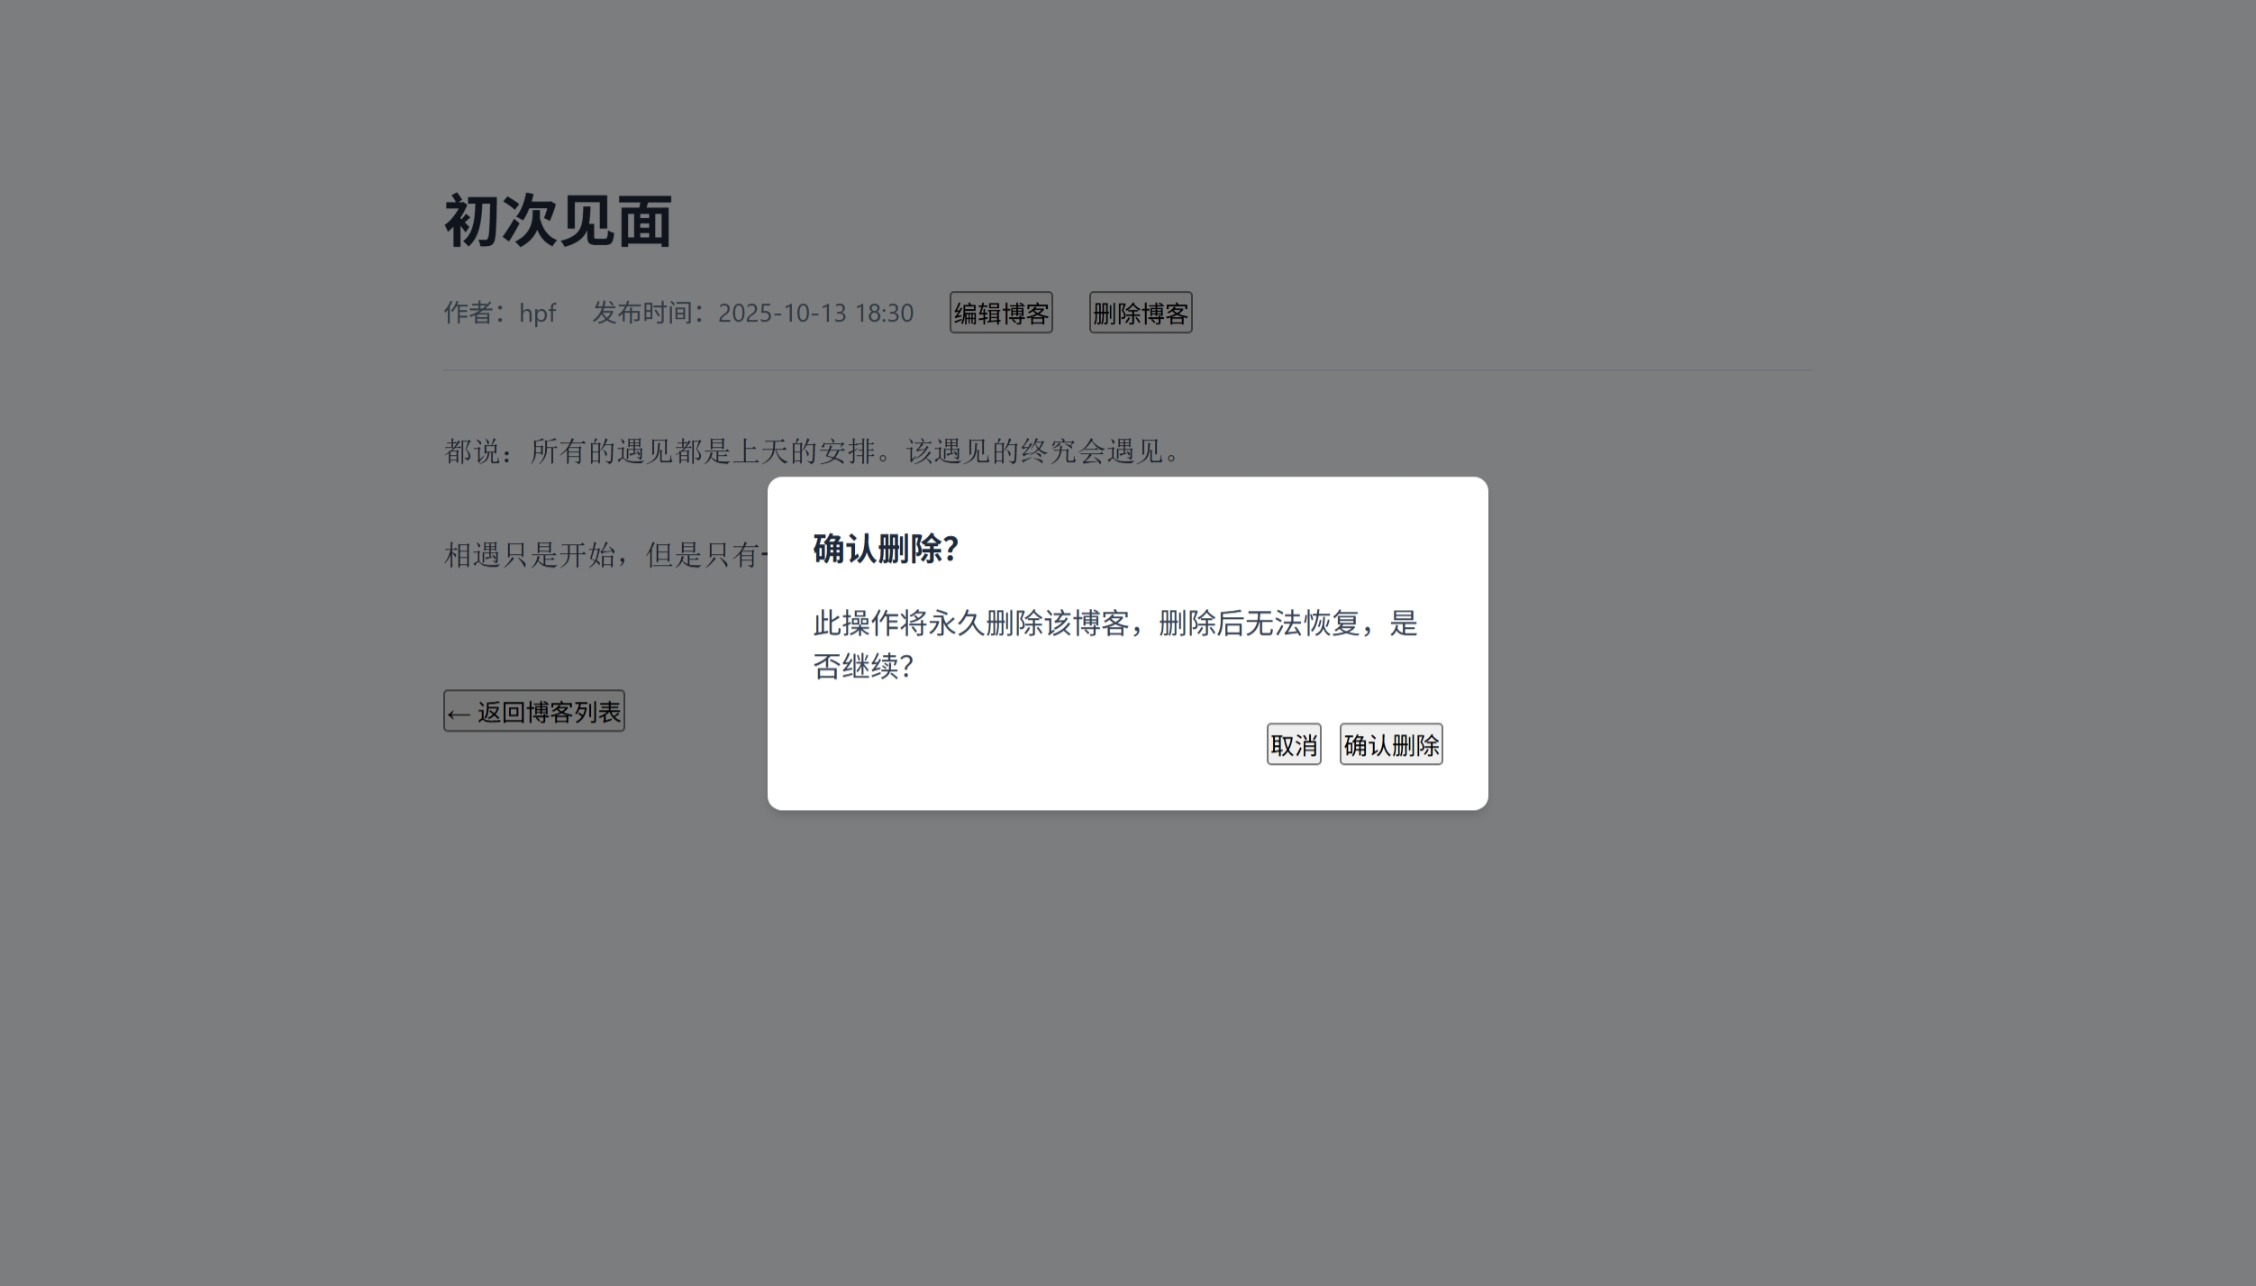 初次见面
作者：hpf 发布时间：2025-10-13 18:30 编辑博客 删除博客
都说：所有的遇见都是上天的安排。该遇见的终究会遇见。
相遇只是开始，但是只有
确认删除？
此操作将永久删除该博客，删除后无法恢复，是
否继续？
取消 确认删除
← 返回博客列表